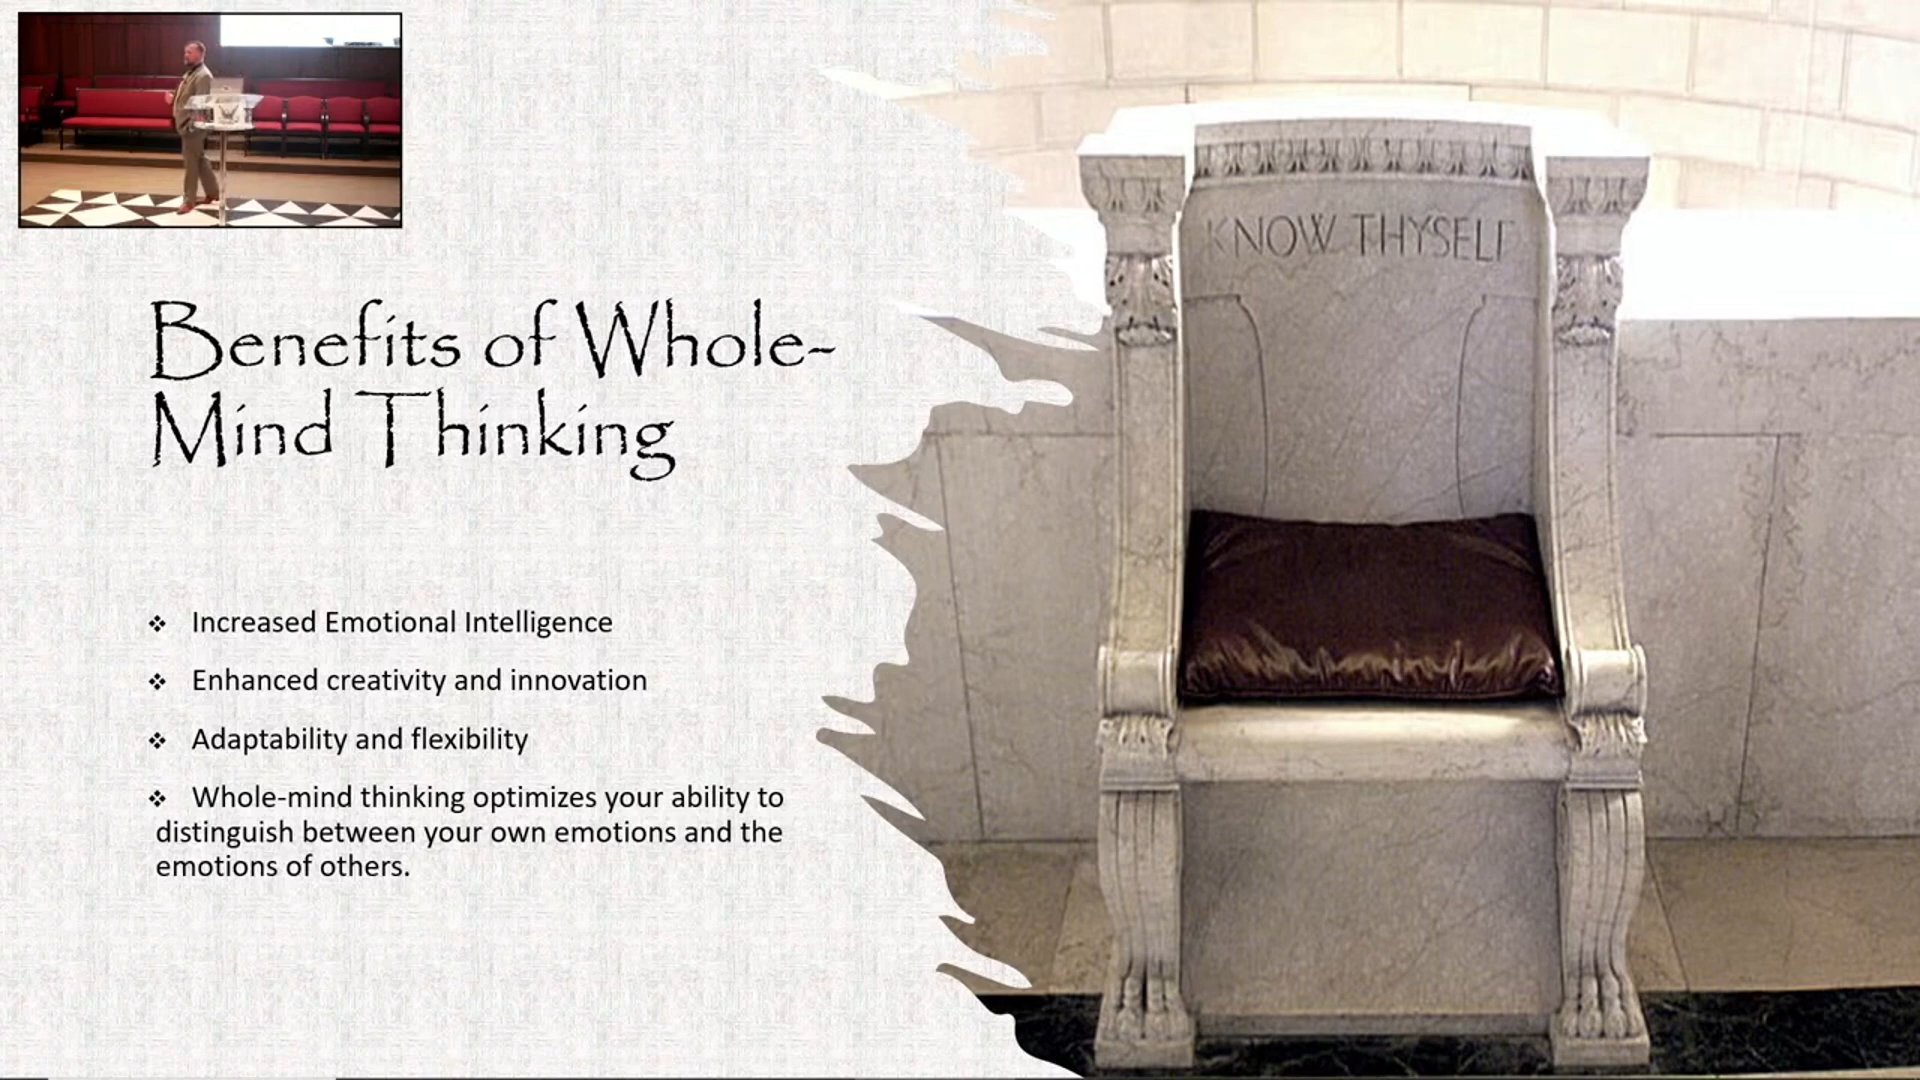 Benefits of Whole-
Mind Thinking
❖ Increased Emotional Intelligence
❖ Enhanced creativity and innovation
❖ Adaptability and flexibility
❖ Whole-mind thinking optimizes your ability to
distinguish between your own emotions and the
emotions of others.
KNOW THYSELF